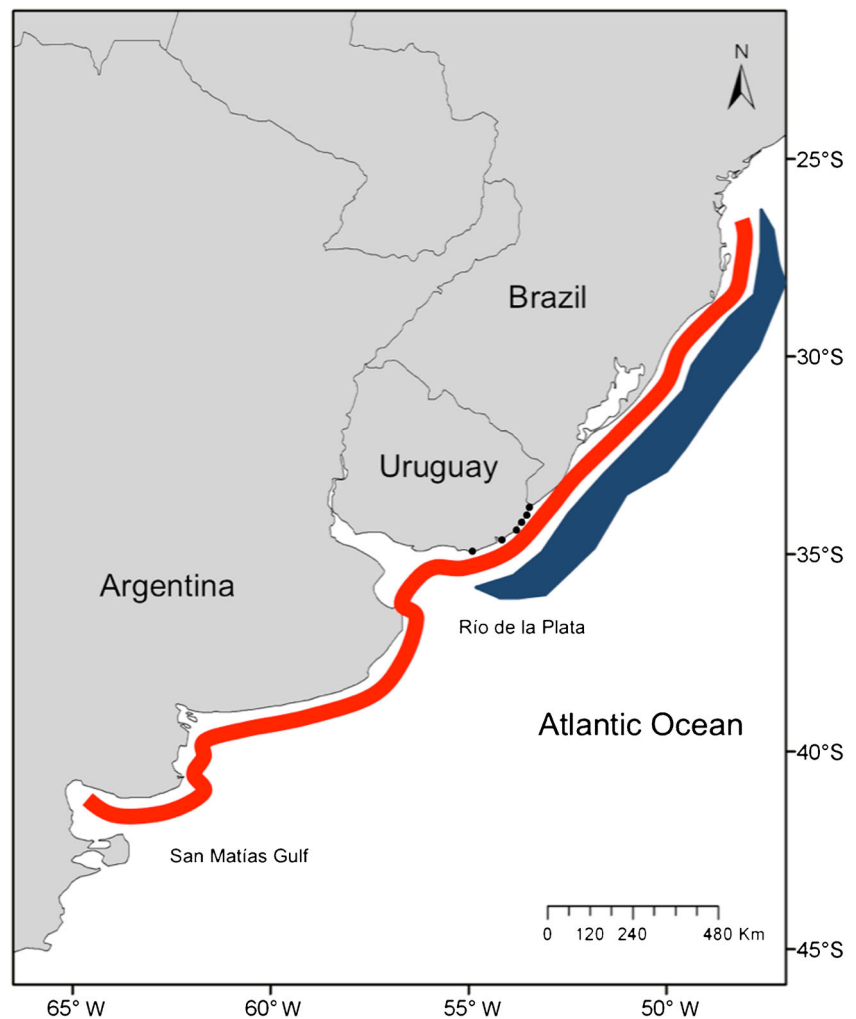 N
25°S
Brazil
30°S
Uruguay
35°S
Argentina
Río de la Plata
Atlantic Ocean
40°S
San Matías Gulf
0 120 240 480 Km
45°S
65° W 60° W 55° W 50° W